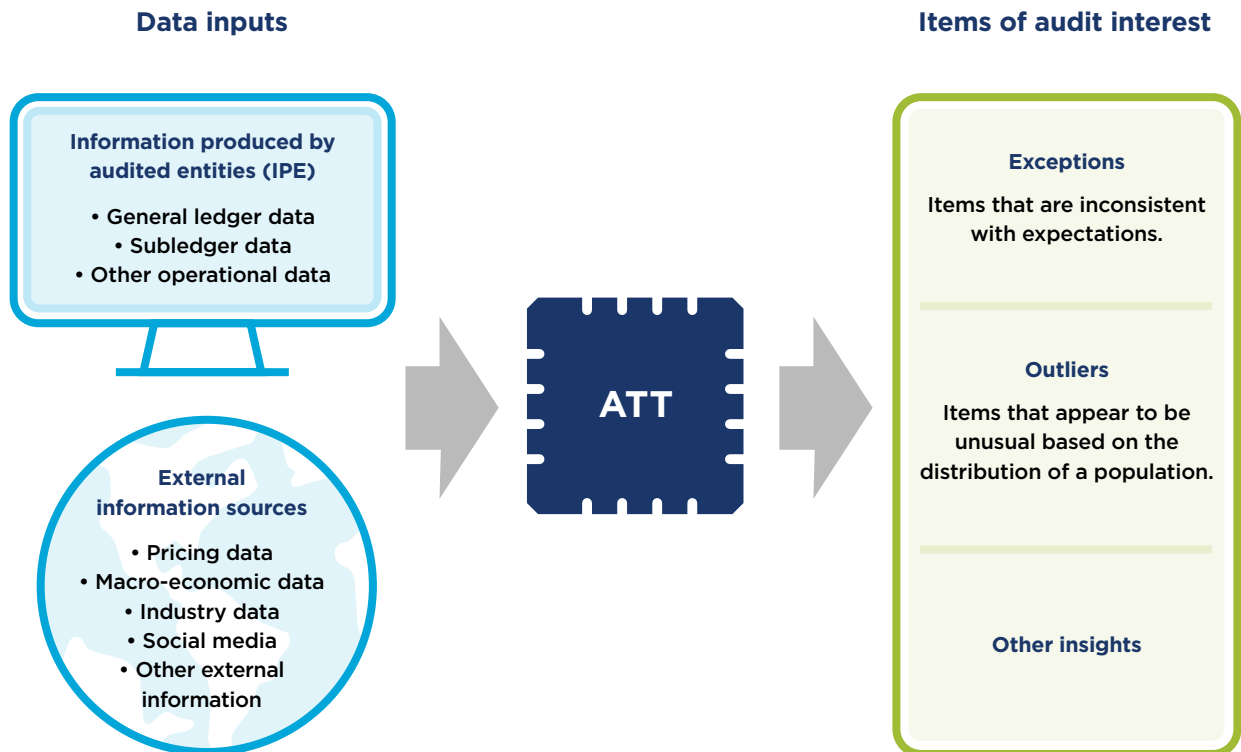 Data inputs
Information produced by
audited entities (IPE)
• General ledger data
• Subledger data
• Other operational data
External
information sources
• Pricing data
• Macro-economic data
• Industry data
• Social media
• Other external
information
ATT
Items of audit interest
Exceptions
Items that are inconsistent
with expectations.
Outliers
Items that appear to be
unusual based on the
distribution of a population.
Other insights